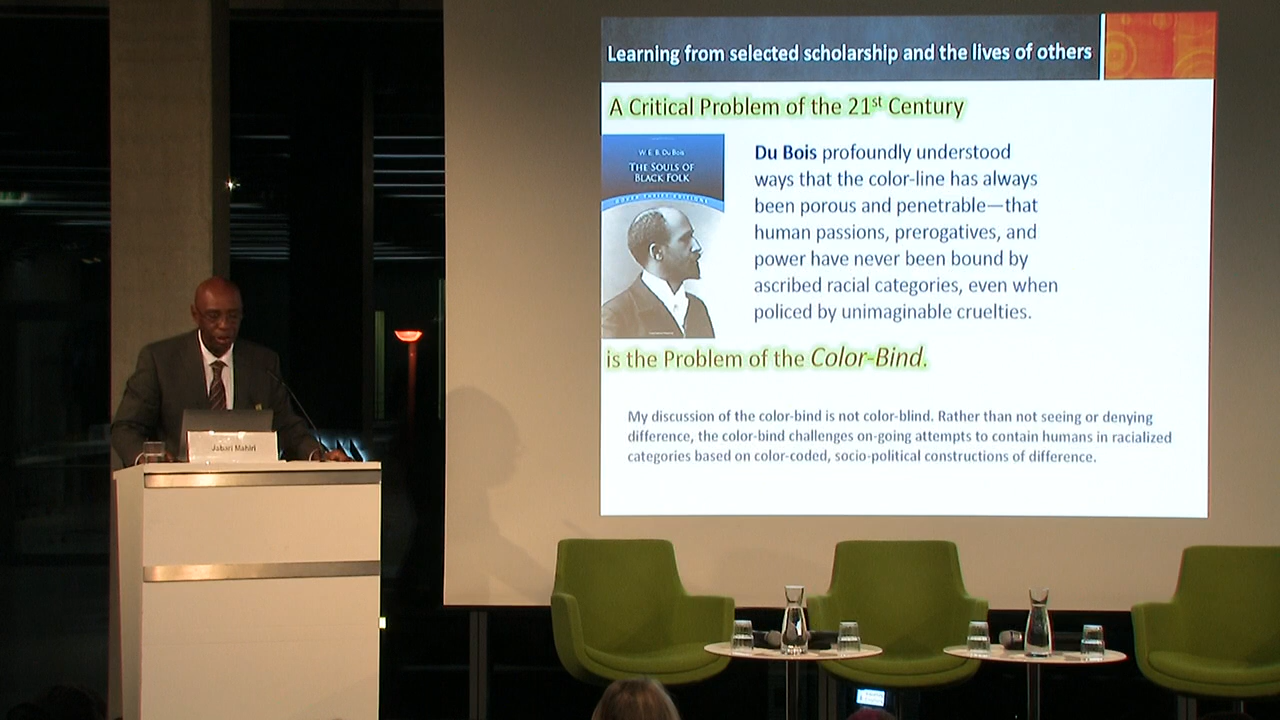 Learning from selected scholarship and the lives of others
A Critical Problem of the 21st Century
W. E. B. Du Bois
THE SOULS OF
BLACK FOLK
DOVER THRIFT EDITIONS
Du Bois profoundly understood
ways that the color-line has always
been porous and penetrable—that
human passions, prerogatives, and
power have never been bound by
ascribed racial categories, even when
policed by unimaginable cruelties.
is the Problem of the Color-Bind.
My discussion of the color-bind is not color-blind. Rather than not seeing or denying
difference, the color-bind challenges on-going attempts to contain humans in racialized
categories based on color-coded, socio-political constructions of difference.
Jabari Mahiri